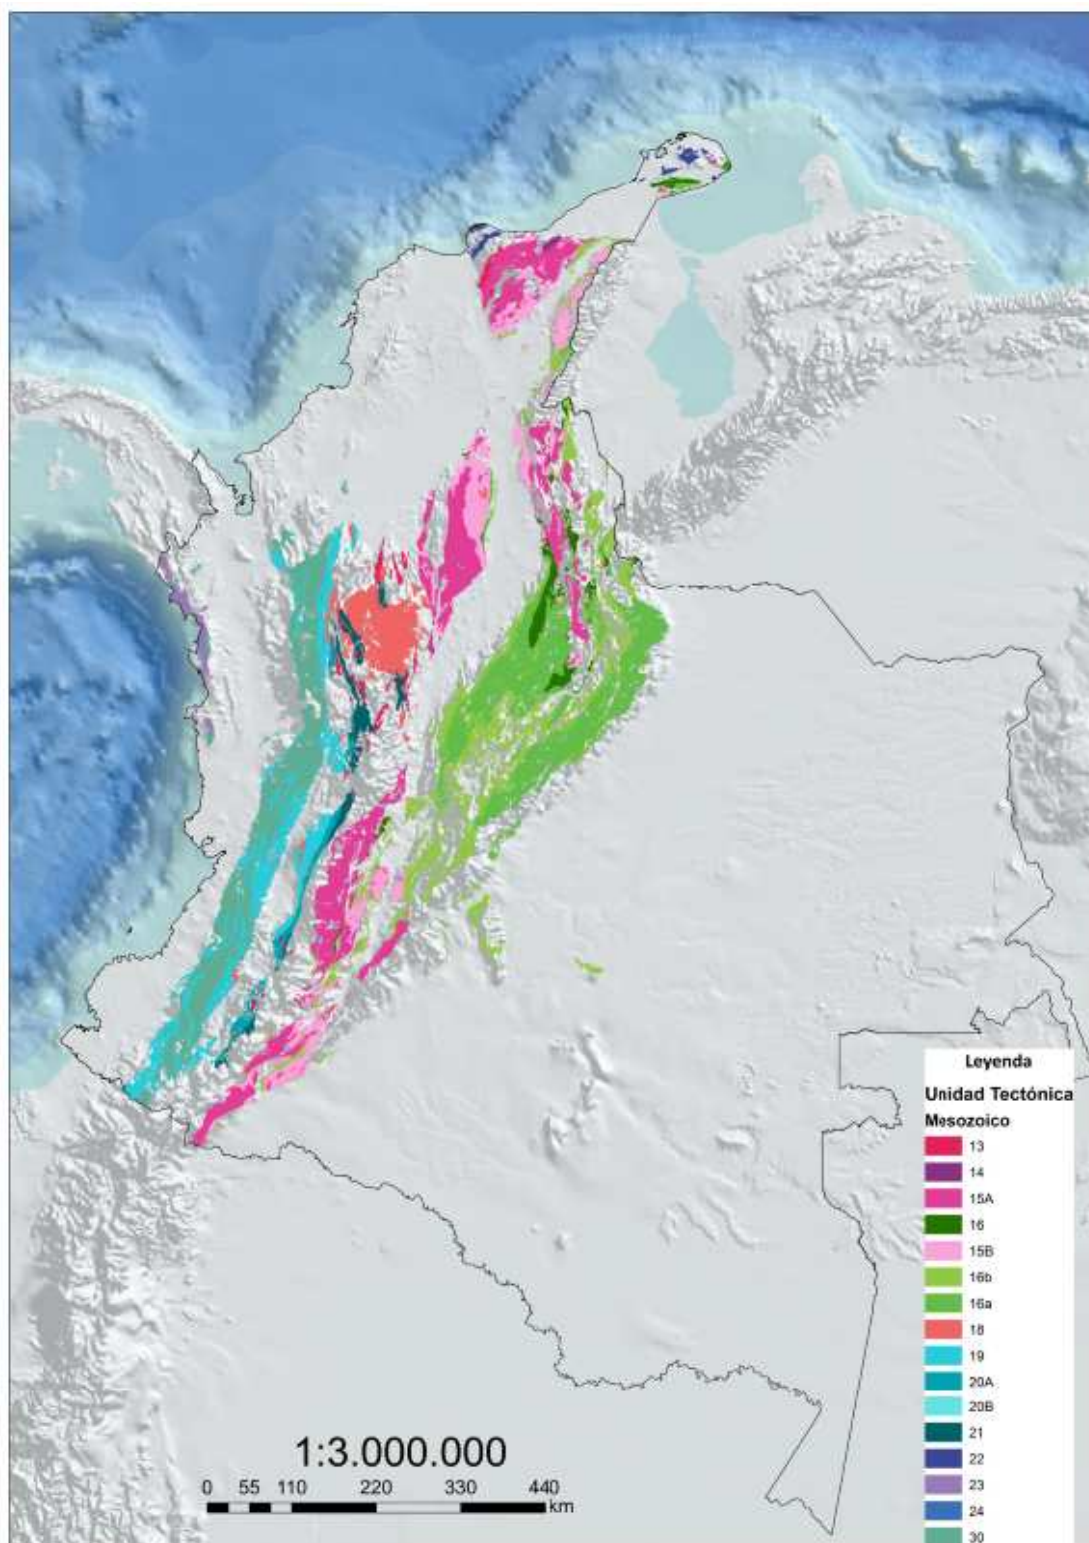 Leyenda
Unidad Tectónica
Mesozoico
13
14
15A
16
15B
16b
16a
18
19
20A
20B
21
22
23
24
30
1:3.000.000
0 55 110 220 330 440
km